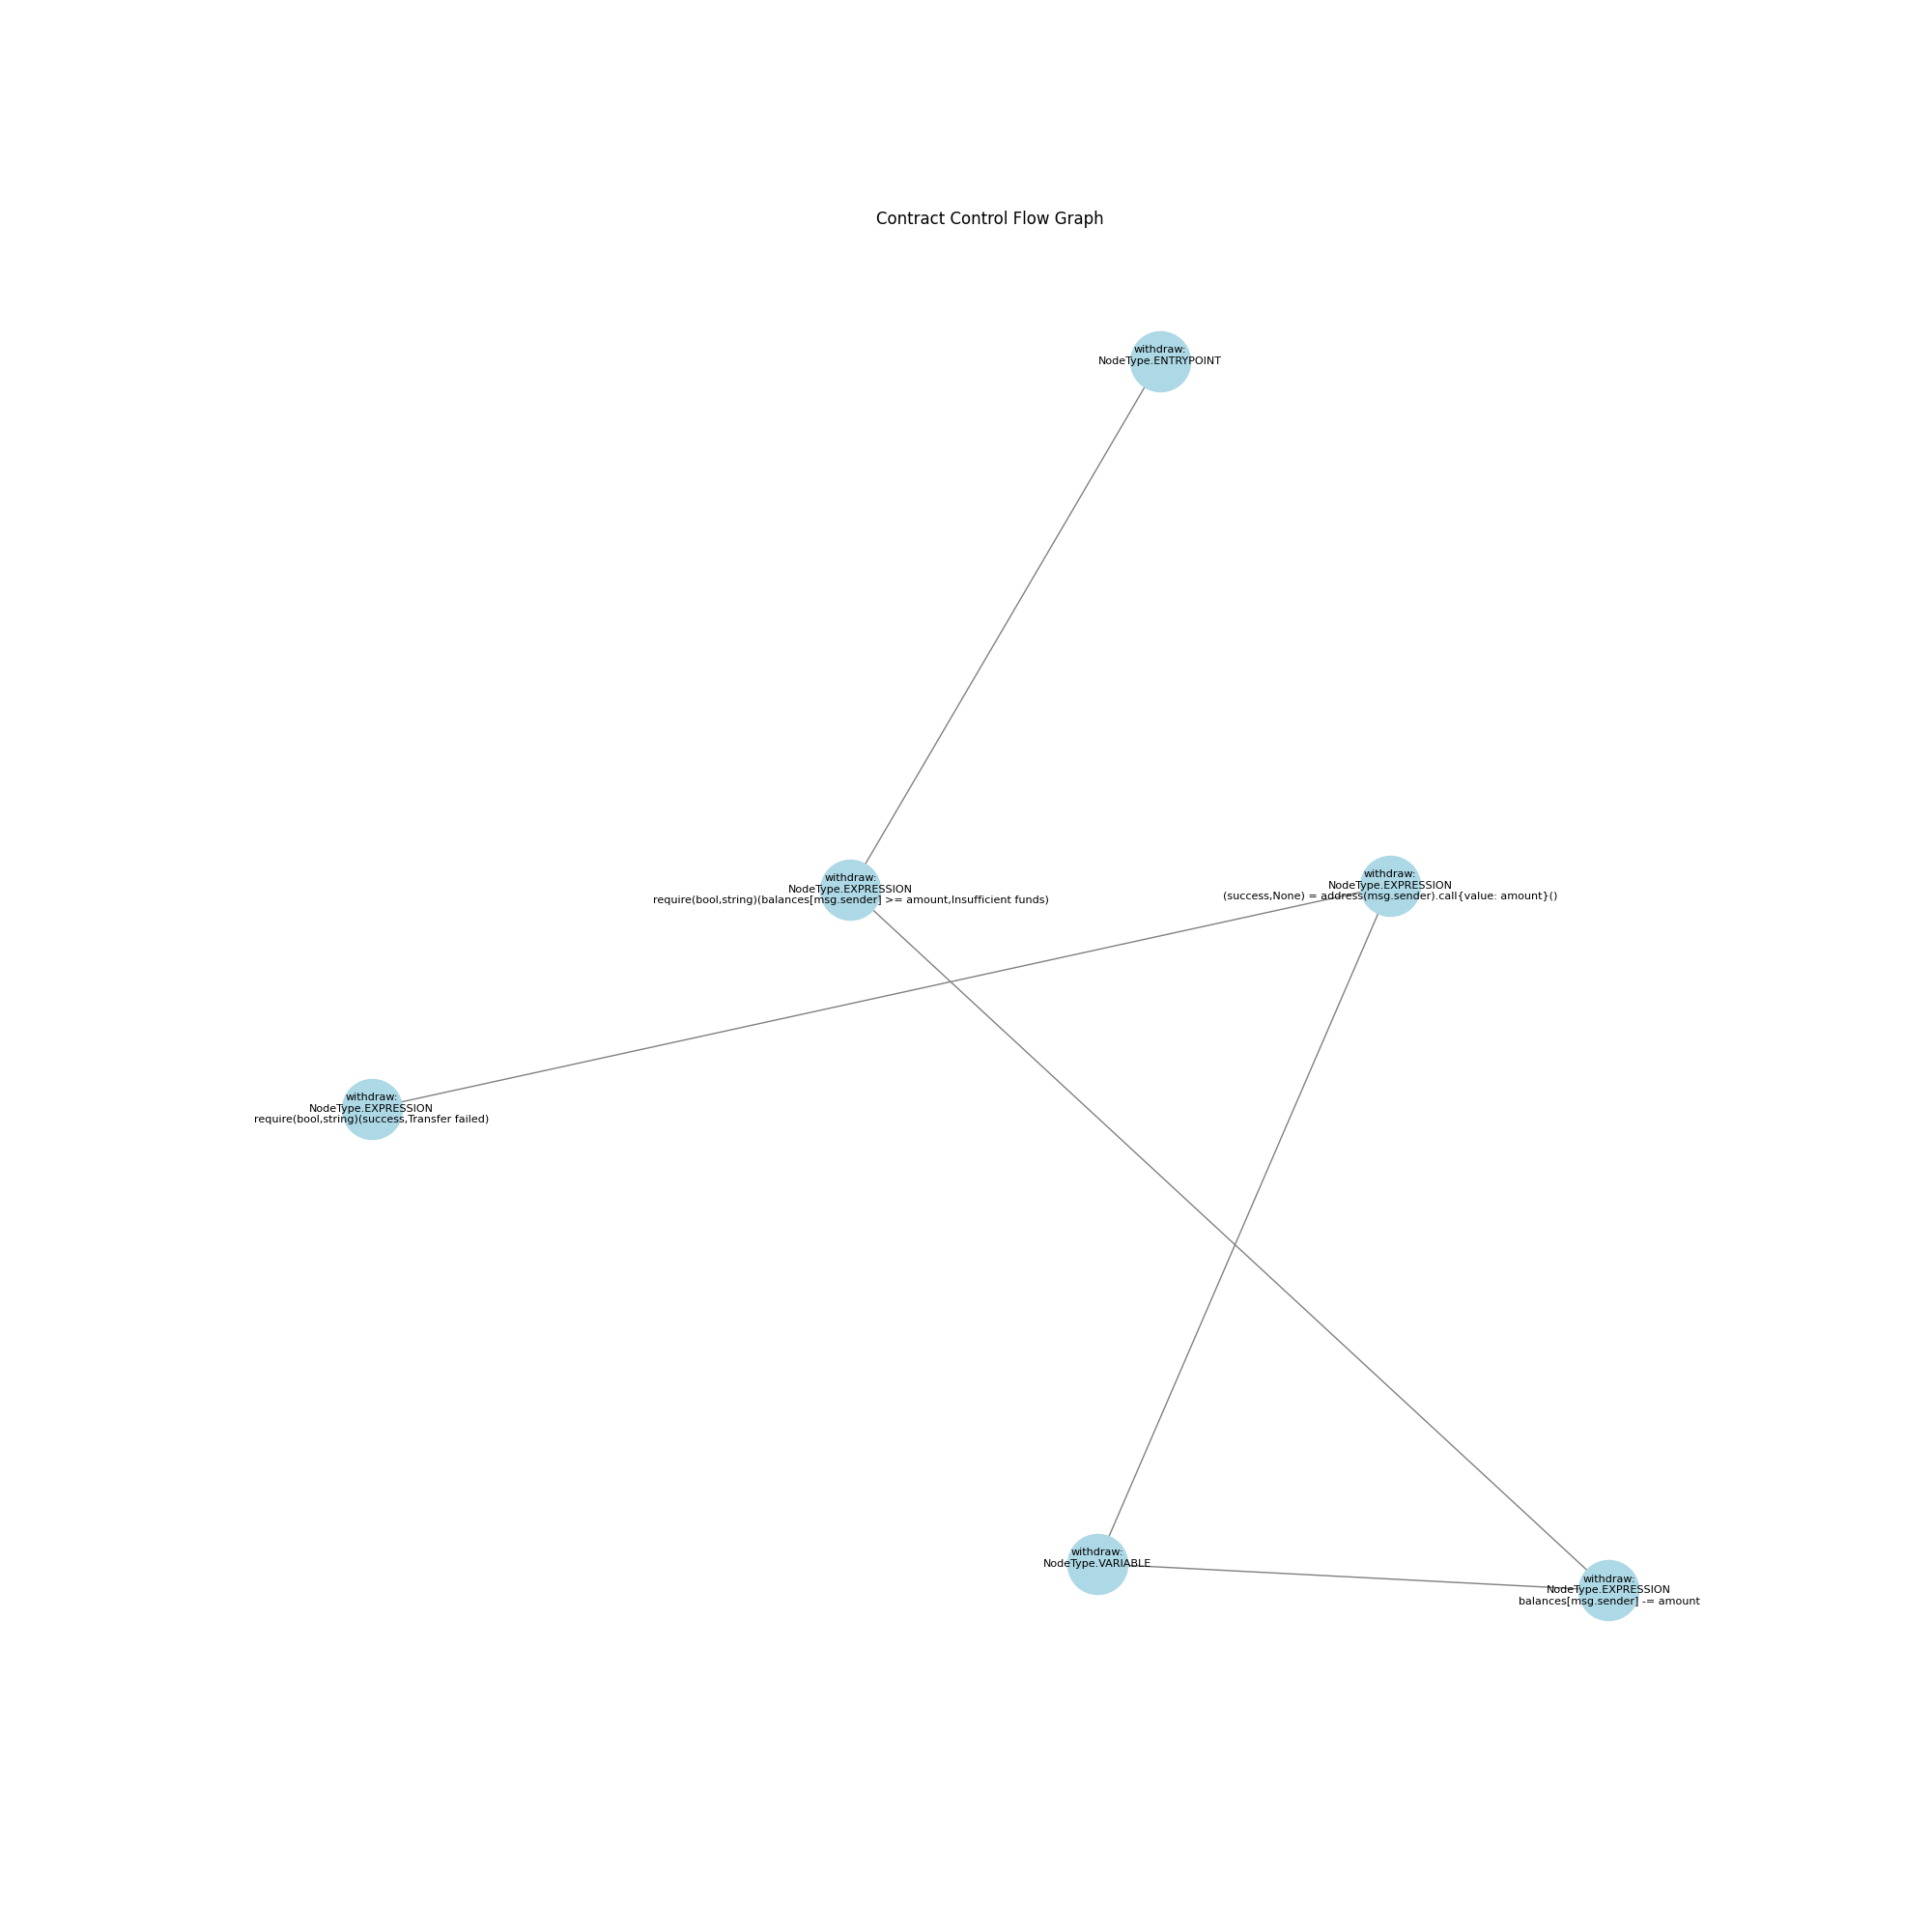 Contract Control Flow Graph
withdraw:
NodeType.ENTRYPOINT
withdraw:
NodeType.EXPRESSION
require(bool,string)(balances[msg.sender] >= amount,Insufficient funds)
withdraw:
NodeType.EXPRESSION
(success,None) = address(msg.sender).call{value: amount}()
withdraw:
NodeType.EXPRESSION
require(bool,string)(success,Transfer failed)
withdraw:
NodeType.VARIABLE
withdraw:
NodeType.EXPRESSION
balances[msg.sender] -= amount